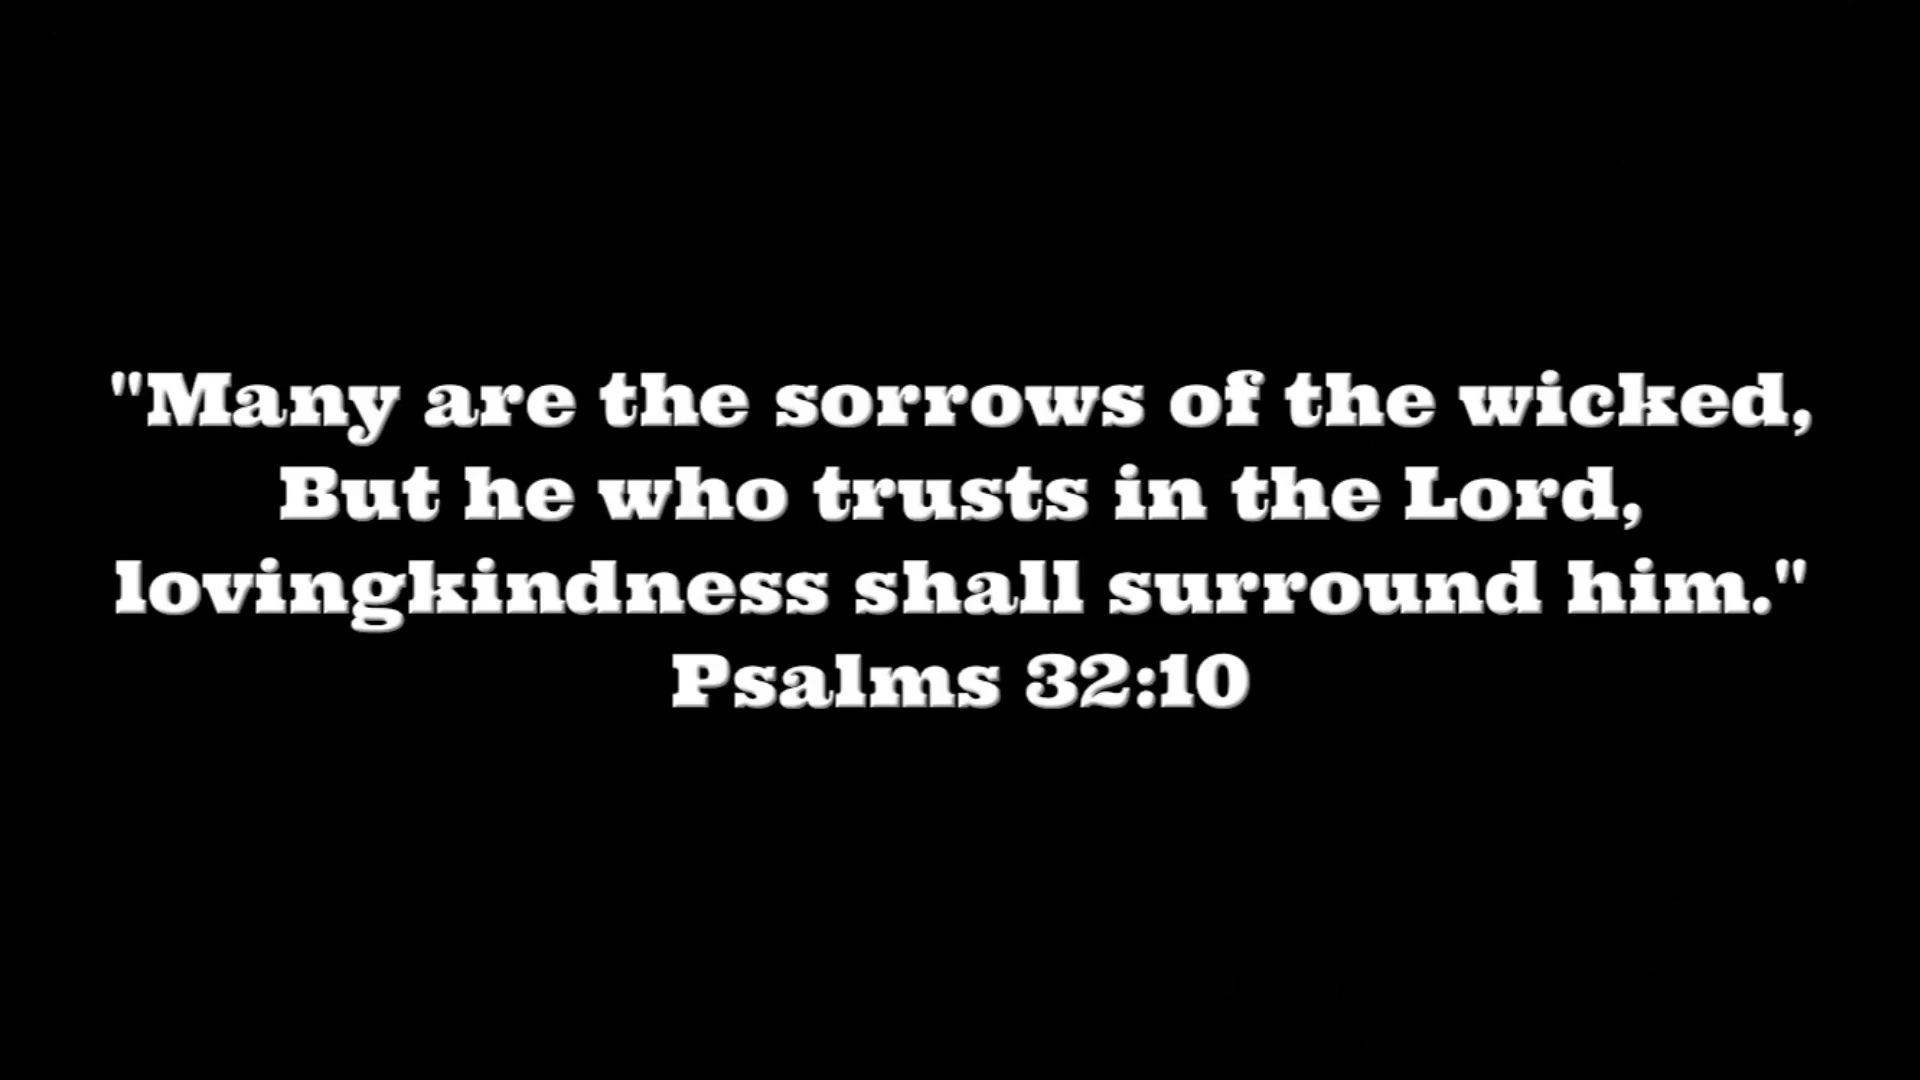 "Many are the sorrows of the wicked,
But he who trusts in the Lord,
lovingkindness shall surround him."
Psalms 32:10